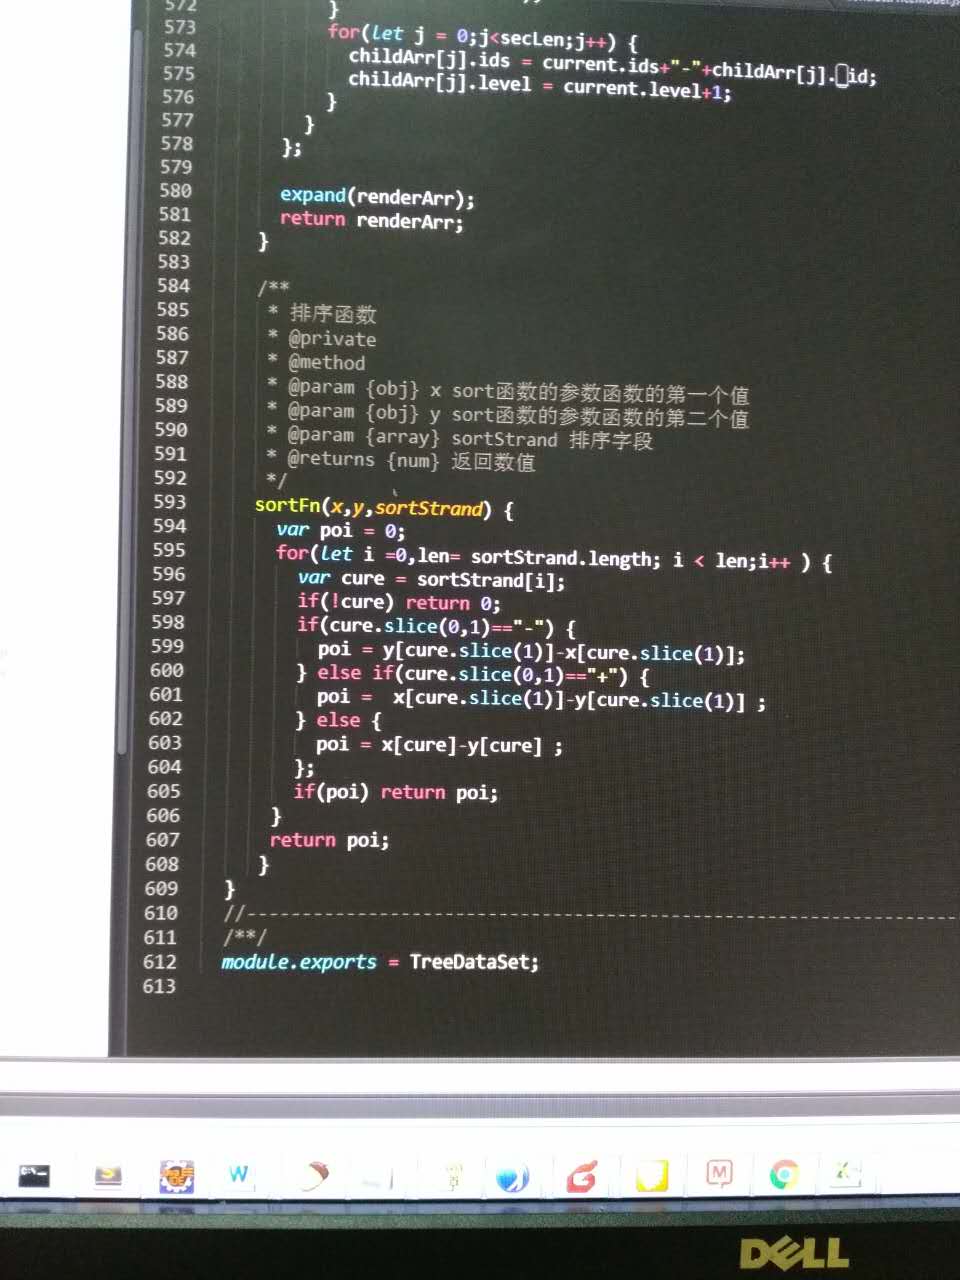 572 }
573 for(let j = 0;j<secLen;j++) {
574 childArr[j].ids = current.ids+"-"+childArr[j].id;
575 childArr[j].level = current.level+1;
576 }
577 }
578 };
579
580 expand(renderArr);
581 return renderArr;
582 }
583
584 /**
585 * 排序函数
586 * @private
587 * @method
588 * @param {obj} x sort函数的参数函数的第一个值
589 * @param {obj} y sort函数的参数函数的第二个值
590 * @param {array} sortStrand 排序字段
591 * @returns {num} 返回数值
592 */
593 sortFn(x,y,sortStrand) {
594 var poi = 0;
595 for(let i =0,len= sortStrand.length; i < len;i++ ) {
596 var cure = sortStrand[i];
597 if(!cure) return 0;
598 if(cure.slice(0,1)=="-") {
599 poi = y[cure.slice(1)]-x[cure.slice(1)];
600 } else if(cure.slice(0,1)=="+") {
601 poi = x[cure.slice(1)]-y[cure.slice(1)] ;
602 } else {
603 poi = x[cure]-y[cure] ;
604 };
605 if(poi) return poi;
606 }
607 return poi;
608 }
609 }
610 //------------------------------------------------------------------
611 /**/
612 module.exports = TreeDataSet;
613
DELL